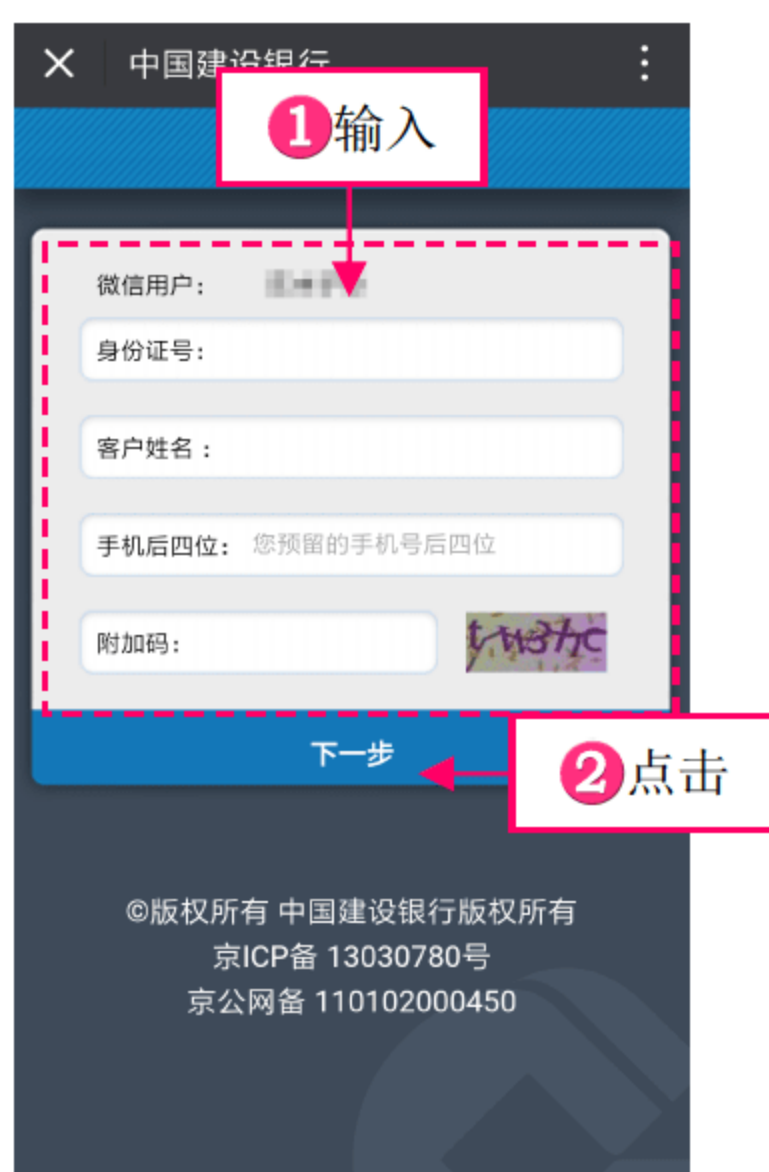 中国建设银行
❶输入
微信用户：
身份证号：
客户姓名：
手机后四位： 您预留的手机号后四位
附加码：
下一步
❷点击
©版权所有 中国建设银行版权所有
京ICP备 13030780号
京公网备 110102000450